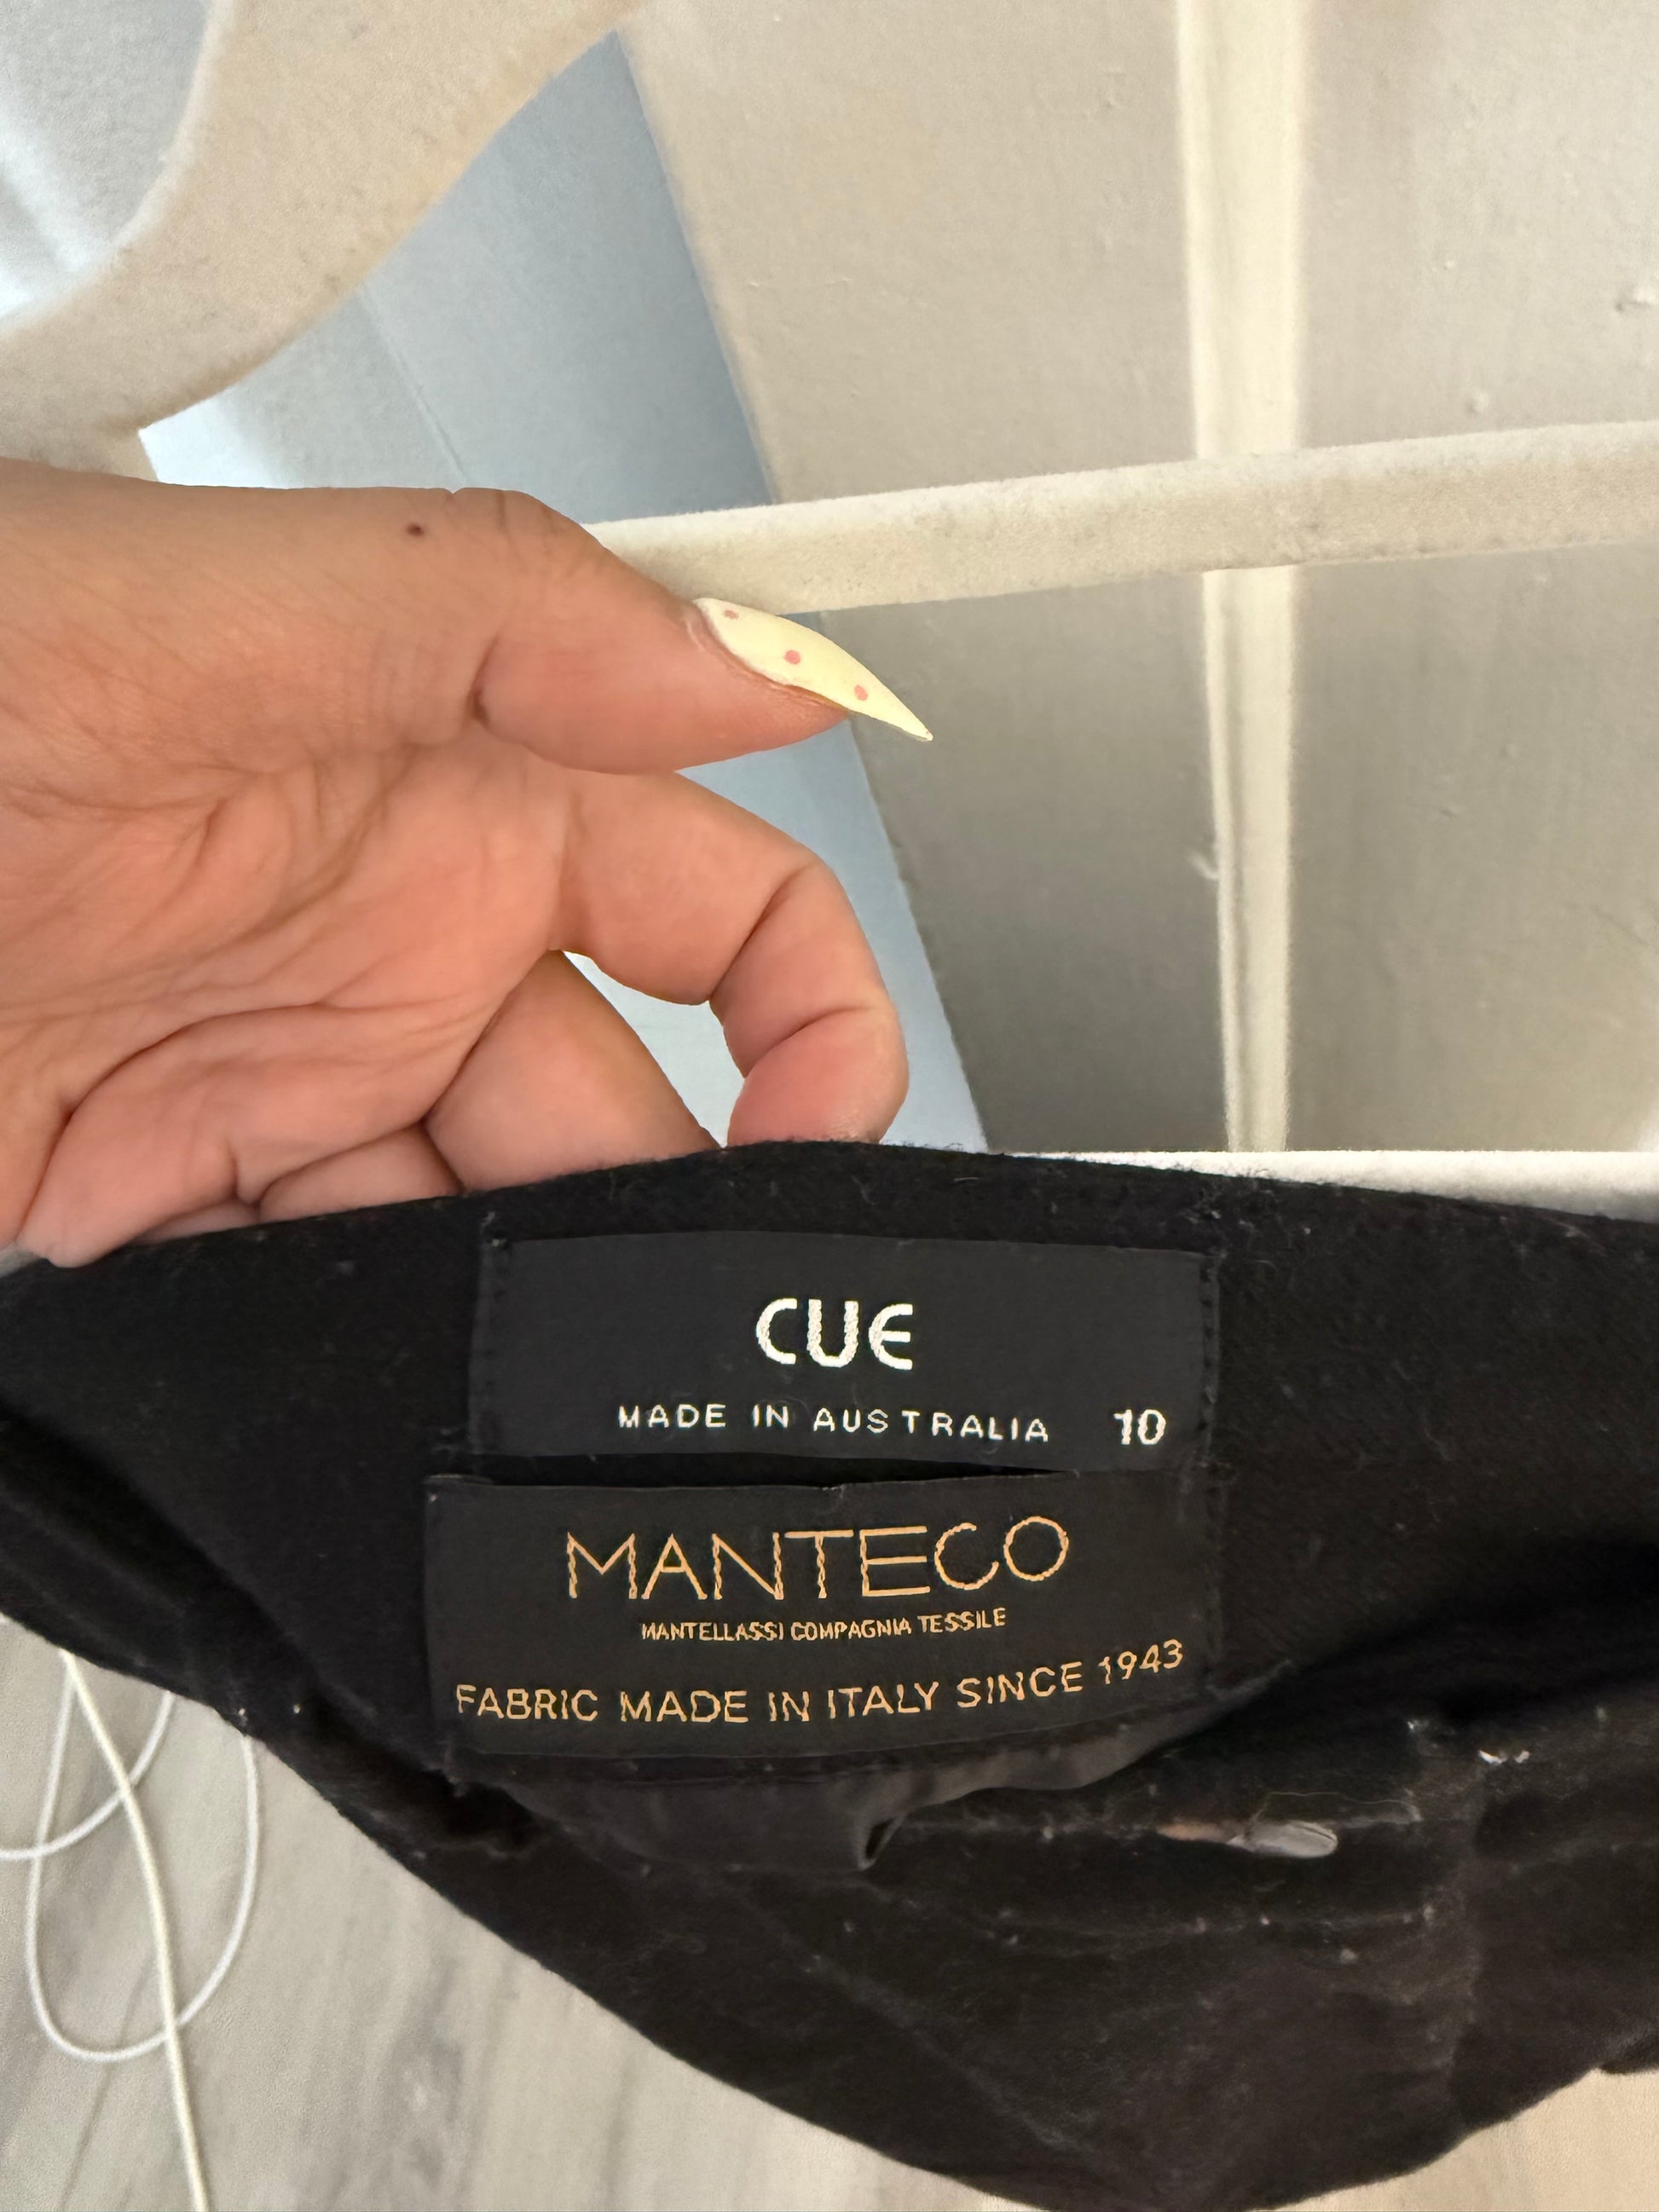 CUE
MADE IN AUSTRALIA 10
MANTECO
MANTELLASSI COMPAGNIA TESSILE
FABRIC MADE IN ITALY SINCE 1943